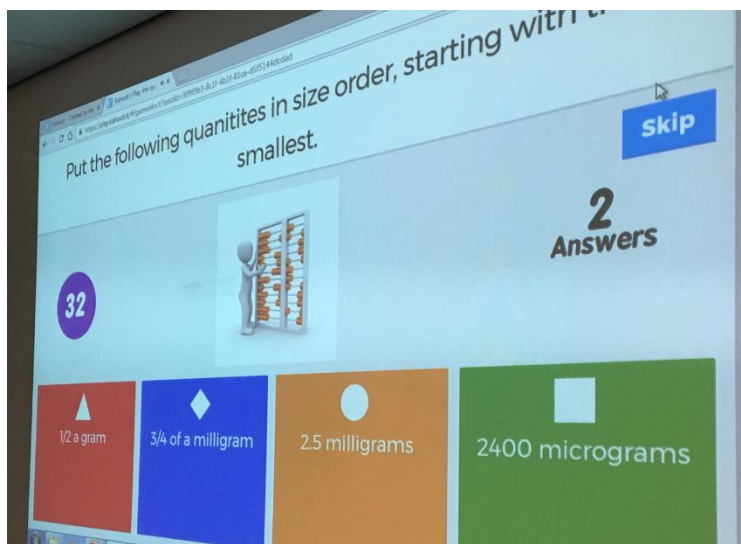 Put the following quanitites in size order, starting with
smallest.
Skip
2
Answers
32
1/2 a gram
3/4 of a milligram
2.5 milligrams
2400 micrograms